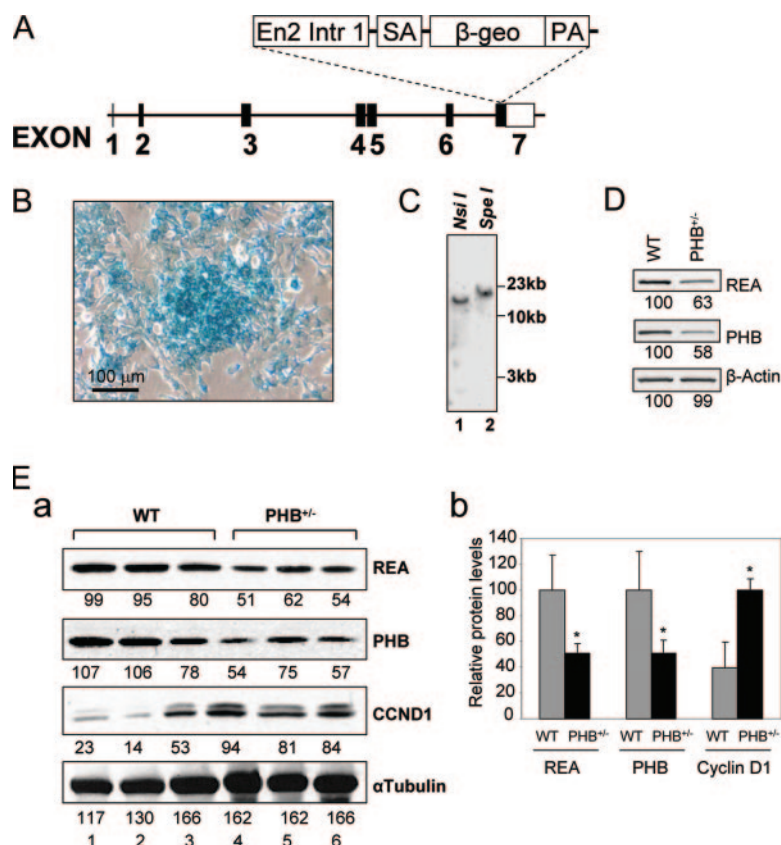 A
En2 Intr 1 SA β-geo PA
EXON
1 2 3 4 5 6 7
B
100 μm
C
Nsi I Spe I
23kb
10kb
3kb
1 2
D
WT PHB+/-
REA
100 63
PHB
100 58
β-Actin
100 99
E
a
WT PHB+/-
REA
99 95 80 51 62 54
PHB
107 106 78 54 75 57
CCND1
23 14 53 94 81 84
αTubulin
117 130 166 162 162 166
1 2 3 4 5 6
b
Relative protein levels
140
120
100
80
60
40
20
0
* * *
WT PHB+/- WT PHB+/- WT PHB+/-
REA PHB Cyclin D1